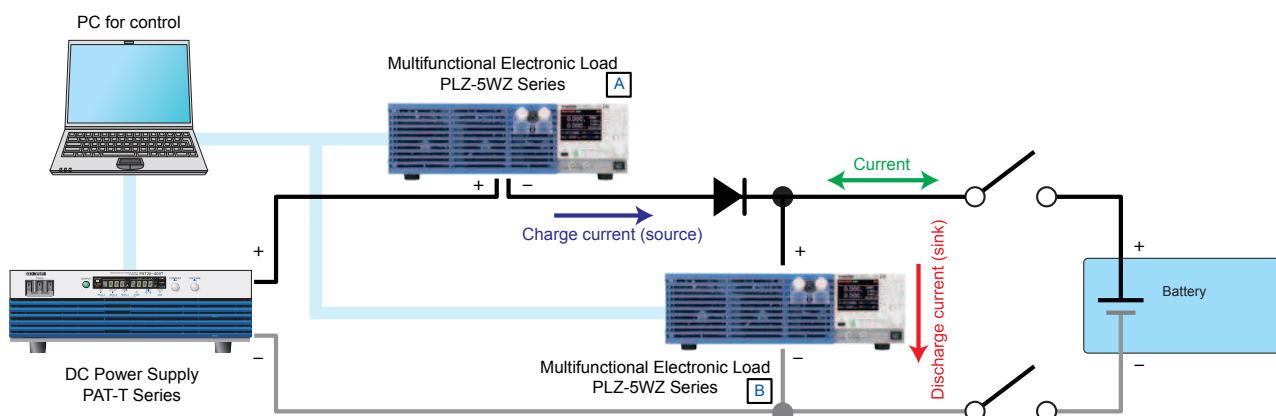 PC for control
Multifunctional Electronic Load
PLZ-5WZ Series
A
+
−
Current
Charge current (source)
+
+
+
Discharge current (sink)
Battery
−
−
−
Multifunctional Electronic Load
PLZ-5WZ Series
B
DC Power Supply
PAT-T Series